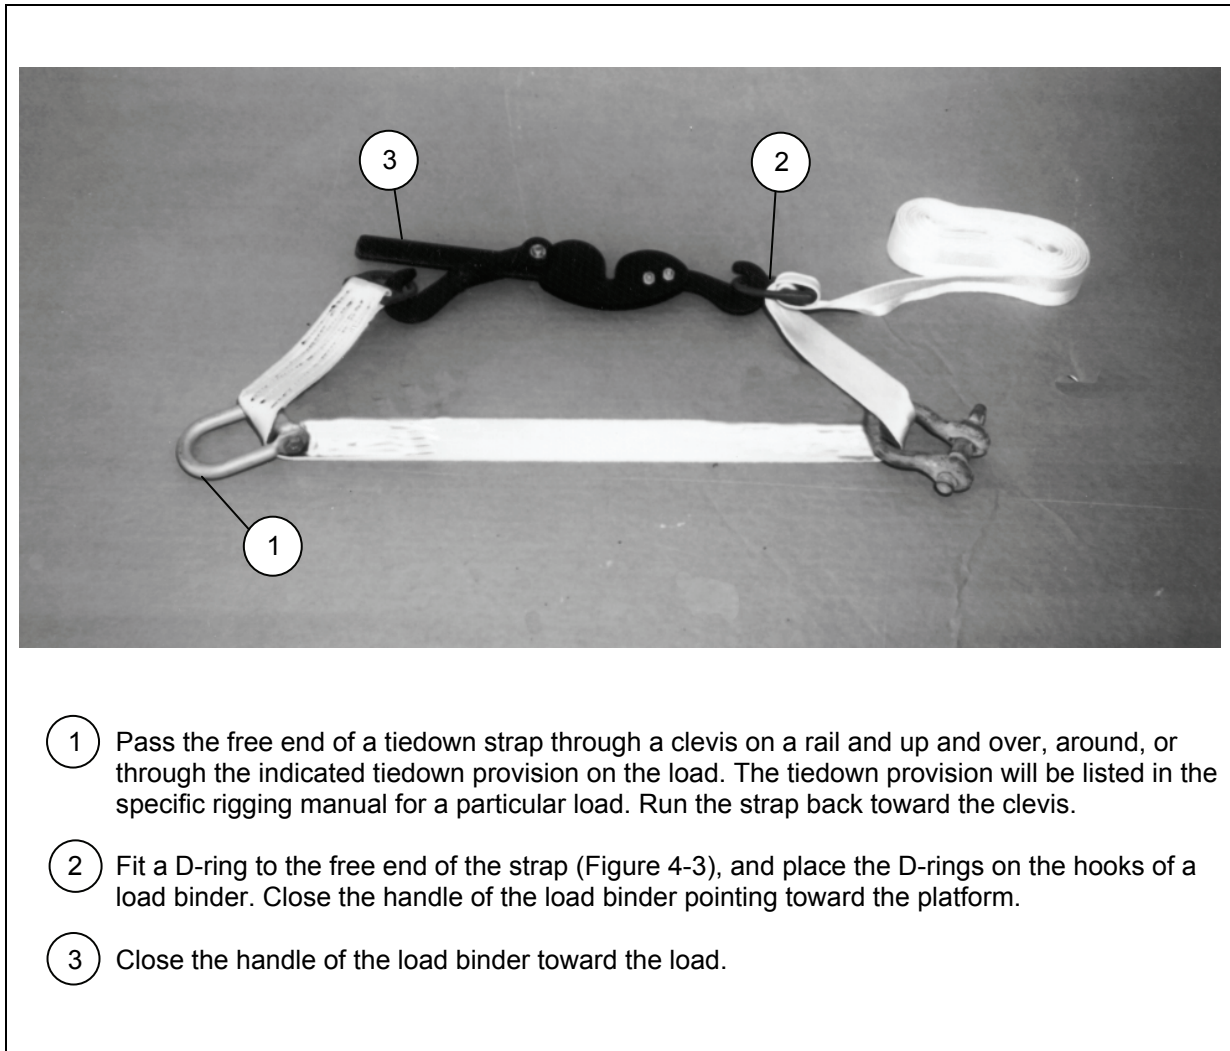 3
2
1
1 Pass the free end of a tiedown strap through a clevis on a rail and up and over, around, or
through the indicated tiedown provision on the load. The tiedown provision will be listed in the
specific rigging manual for a particular load. Run the strap back toward the clevis.
2 Fit a D-ring to the free end of the strap (Figure 4-3), and place the D-rings on the hooks of a
load binder. Close the handle of the load binder pointing toward the platform.
3 Close the handle of the load binder toward the load.